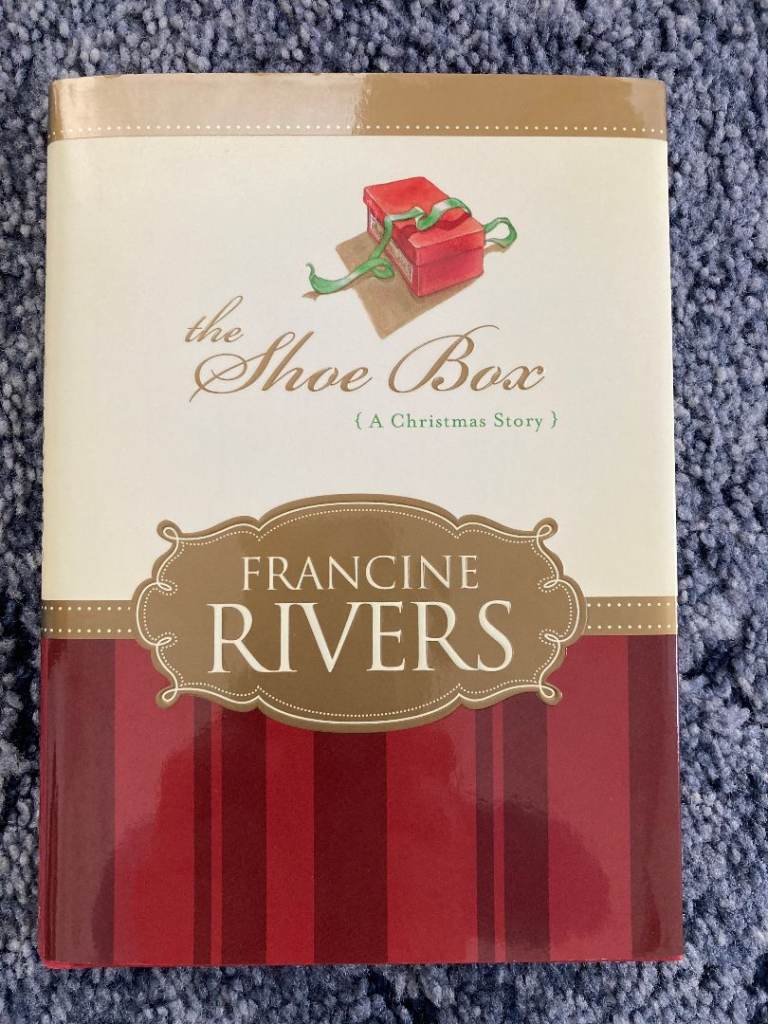 the
Shoe Box
{ A Christmas Story }
FRANCINE
RIVERS